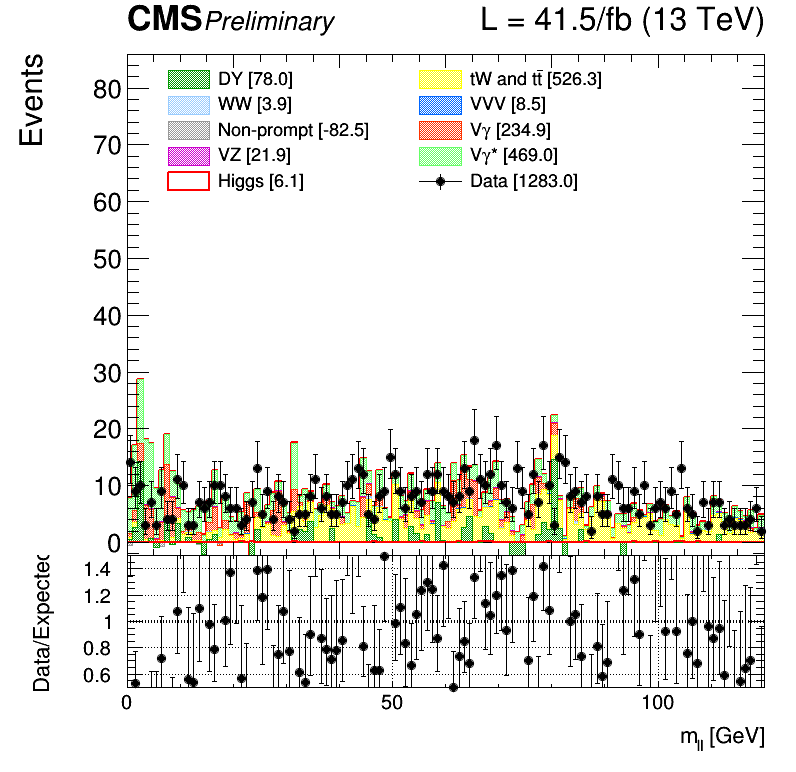 CMS Preliminary L = 41.5/fb (13 TeV)
Events
DY [78.0] tW and tt̄ [526.3]
WW [3.9] VVV [8.5]
Non-prompt [-82.5] Vγ [234.9]
VZ [21.9] Vγ* [469.0]
Higgs [6.1] Data [1283.0]
80
70
60
50
40
30
20
10
0
Data/Expected
1.4
1.2
1
0.8
0.6
0 50 100
mll [GeV]